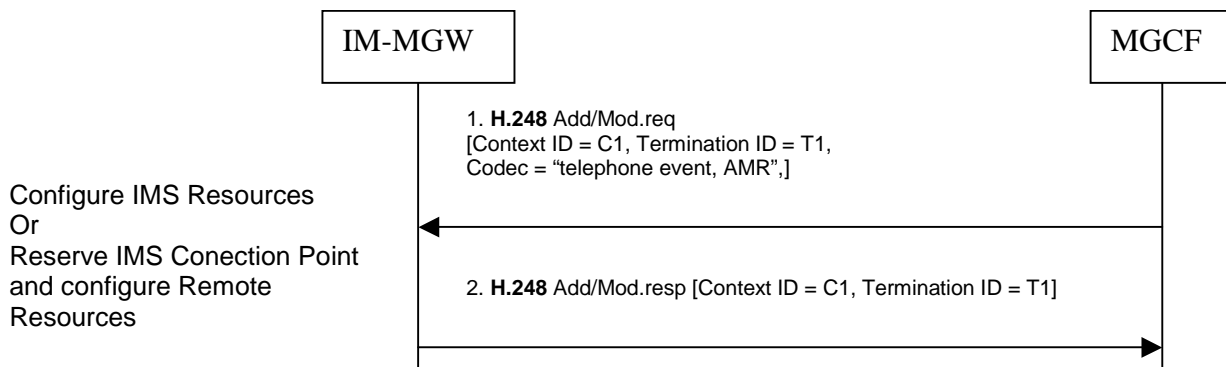 IM-MGW
MGCF
1. H.248 Add/Mod.req
[Context ID = C1, Termination ID = T1,
Codec = “telephone event, AMR”,]
Configure IMS Resources
Or
Reserve IMS Conection Point
and configure Remote
Resources
2. H.248 Add/Mod.resp [Context ID = C1, Termination ID = T1]